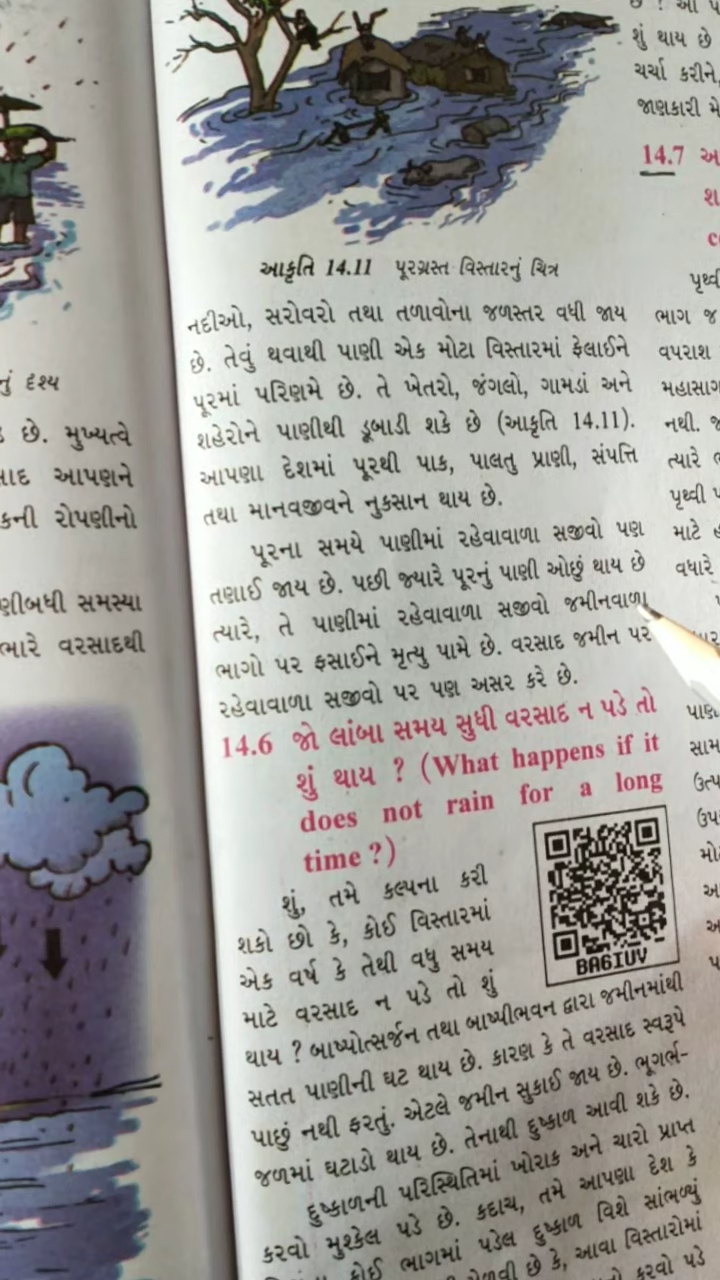 નું દૃશ્ય
છે. મુખ્યત્વે
આપણને
રોપણીનો
સમસ્યા
ભારે વરસાદથી
આકૃતિ 14.11 પૂરગ્રસ્ત વિસ્તારનું ચિત્ર
નદીઓ, સરોવરો તથા તળાવોના જળસ્તર વધી જાય
છે. તેવું થવાથી પાણી એક મોટા વિસ્તારમાં ફેલાઈને
પૂરમાં પરિણમે છે. તે ખેતરો, જંગલો, ગામડાં અને
શહેરોને પાણીથી ડૂબાડી શકે છે (આકૃતિ 14.11).
આપણા દેશમાં પૂરથી પાક, પાલતુ પ્રાણી, સંપત્તિ
તથા માનવજીવને નુકસાન થાય છે.
પૂરના સમયે પાણીમાં રહેવાવાળા સજીવો પણ
તણાઈ જાય છે. પછી જ્યારે પૂરનું પાણી ઓછું થાય છે
ત્યારે, તે પાણીમાં રહેવાવાળા સજીવો જમીનવાળા
ભાગો પર ફસાઈને મૃત્યુ પામે છે. વરસાદ જમીન પર
રહેવાવાળા સજીવો પર પણ અસર કરે છે.
14.6 જો લાંબા સમય સુધી વરસાદ ન પડે તો
શું થાય ? (What happens if it
does not rain for a long
time ?)
શું, તમે કલ્પના કરી
શકો છો કે, કોઈ વિસ્તારમાં
એક વર્ષ કે તેથી વધુ સમય
માટે વરસાદ ન પડે તો શું
BA6IUV
થાય ? બાષ્પોત્સર્જન તથા બાષ્પીભવન દ્વારા જમીનમાંથી
સતત પાણીની ઘટ થાય છે. કારણ કે તે વરસાદ સ્વરૂપે
પાછું નથી ફરતું. એટલે જમીન સુકાઈ જાય છે. ભૂગર્ભ-
જળમાં ઘટાડો થાય છે. તેનાથી દુષ્કાળ આવી શકે છે.
દુષ્કાળની પરિસ્થિતિમાં ખોરાક અને ચારો પ્રાપ્ત
કરવો મુશ્કેલ પડે છે. કદાચ, તમે આપણા દેશ કે
કોઈ ભાગમાં પડેલ દુષ્કાળ વિશે સાંભળ્યું
છે કે, આવા વિસ્તારોમાં
કરવો પડે
શું થાય છે
ચર્ચા કરીને,
જાણકારી
14.7
ભાગ જ
વપરાશ
નથી.
ત્યારે
પૃથ્વી
માટે
વધારે